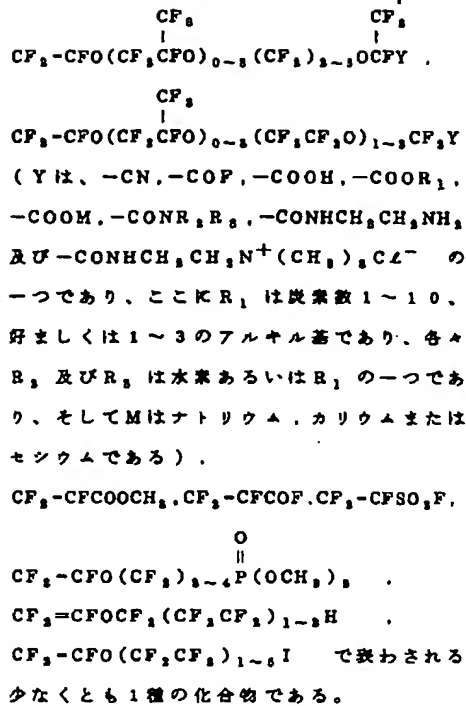 CF₃ CF₃
| |
CF₂-CFO(CF₂CFO)₀~₃(CF₂)₃~₅OCFY ,
CF₃
|
CF₂-CFO(CF₂CFO)₀~₃(CF₂CF₂O)₁~₃CF₂Y
(Yは、-CN,-COF,-COOH,-COOR₁,
-COOM,-CONR₂R₃,-CONHCH₂CH₂NH₂
及び-CONHCH₂CH₂N⁺(CH₃)₃Cℓ⁻ の
一つであり、ここにR₁ は炭素数1~10、
好ましくは1~3のアルキル基であり、各々
R₂ 及びR₃ は水素あるいはR₁ の一つであ
り、そしてMはナトリウム,カリウムまたは
セシウムである),
CF₂-CFCOOCH₃,CF₂-CFCOF,CF₂-CFSO₂F,
O
||
CF₂-CFO(CF₂)₂~₄P(OCH₃)₂ ,
CF₂=CFOCF₂(CF₂CF₂)₁~₃H ,
CF₂-CFO(CF₂CF₂)₁~₅I で表わされる
少なくとも1種の化合物である。